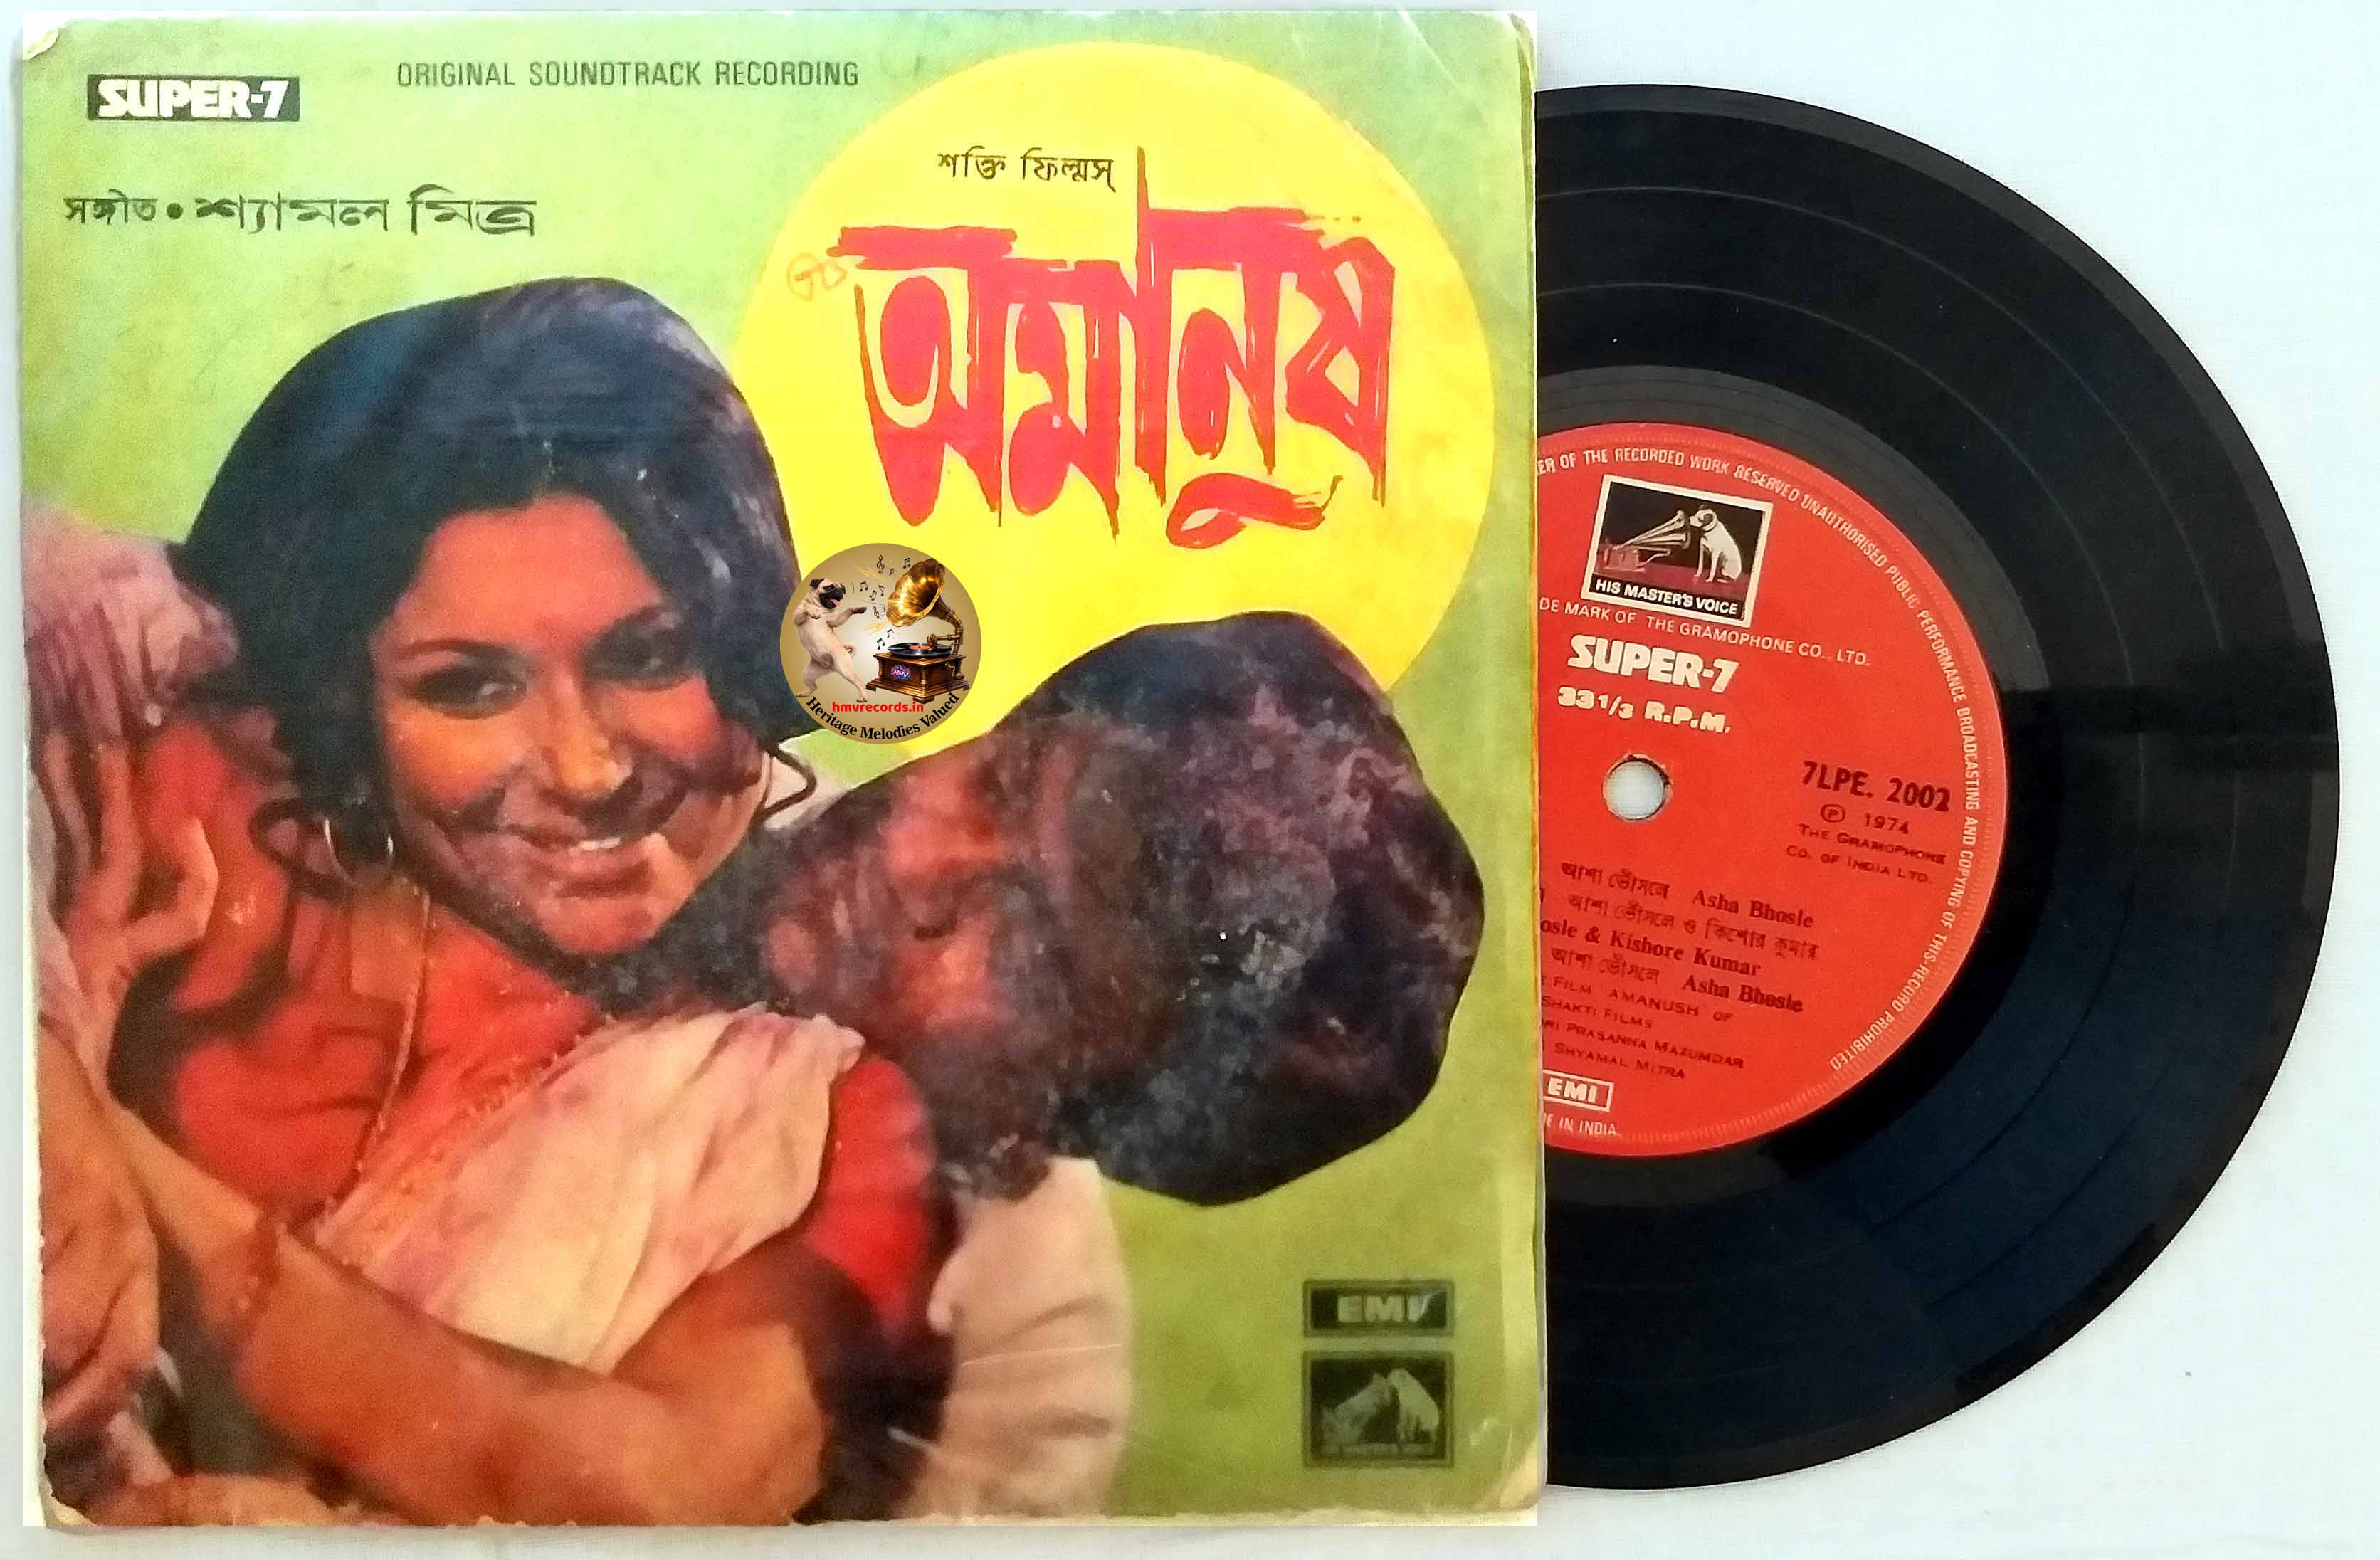 SUPER-7
ORIGINAL SOUNDTRACK RECORDING
সঙ্গীত • শ্যামল মিত্র
শক্তি ফিল্মস্
অমানুষ
hmvrecords.in
Heritage Melodies Valued
EMI
ER OF THE RECORDED WORK RESERVED UNAUTHORISED PUBLIC PERFORMANCE BROADCASTING AND COPYING OF THIS RECORD PROHIBITED
HIS MASTER'S VOICE
DE MARK OF THE GRAMOPHONE CO., LTD.
SUPER-7
33 1/3 R.P.M.
7LPE. 2002
Ⓟ 1974
THE GRAMOPHONE
CO. OF INDIA LTD.
আশা ভোঁসলে Asha Bhosle
আশা ভোঁসলে ও কিশোর কুমার
osle & Kishore Kumar
আশা ভোঁসলে Asha Bhosle
FILM 'AMANUSH' OF
SHAKTI FILMS
RI PRASANNA MAZUMDAR
SHYAMAL MITRA
EMI
DE IN INDIA